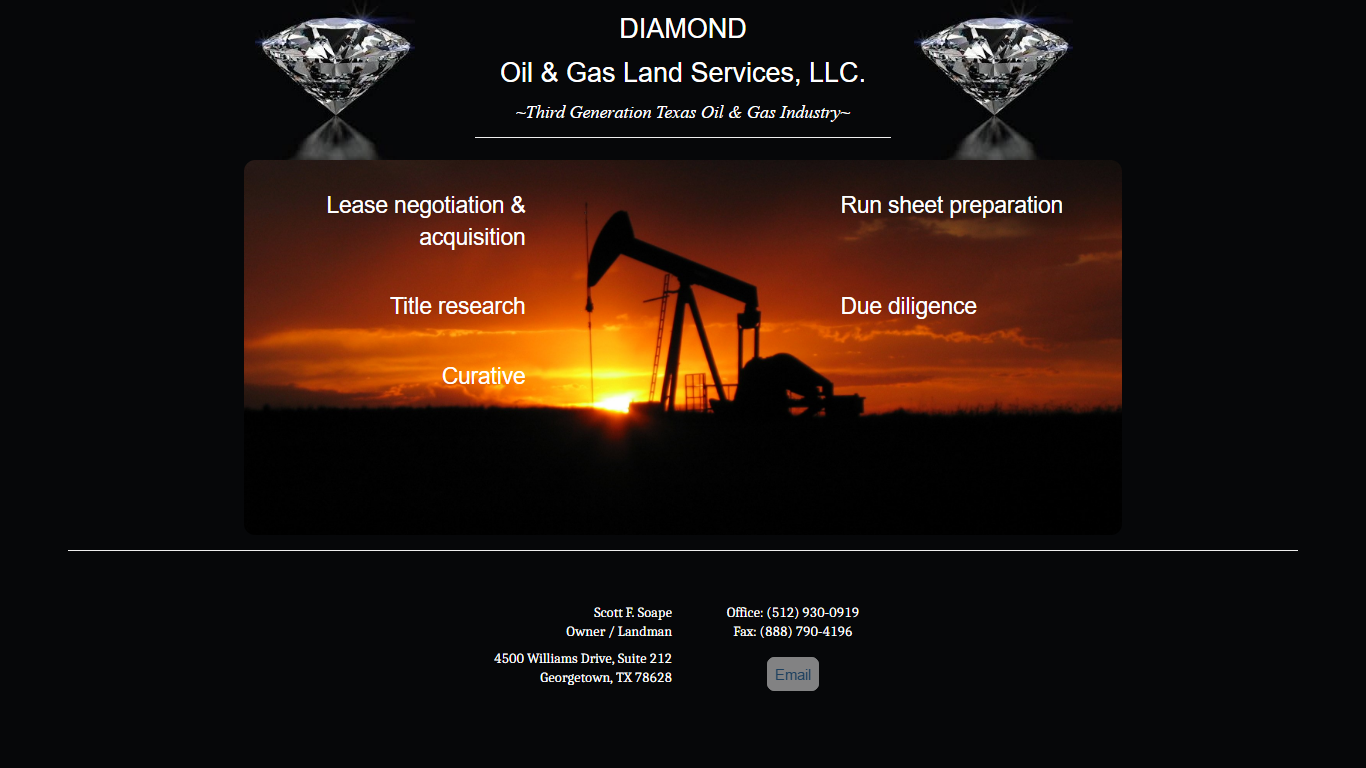 DIAMOND
Oil & Gas Land Services, LLC.
~Third Generation Texas Oil & Gas Industry~
Lease negotiation &
acquisition
Title research
Curative
Run sheet preparation
Due diligence
Scott F. Soape
Owner / Landman
4500 Williams Drive, Suite 212
Georgetown, TX 78628
Office: (512) 930-0919
Fax: (888) 790-4196
Email